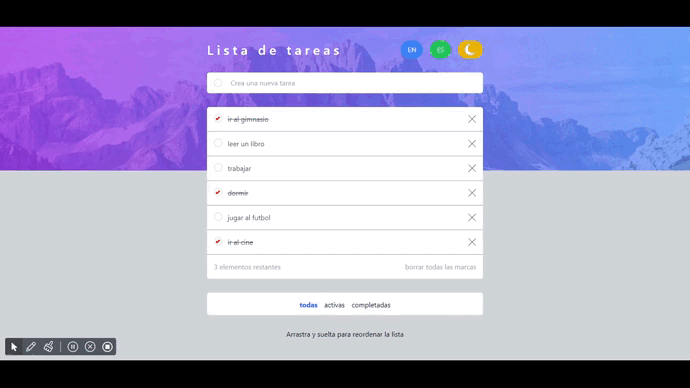 Lista de tareas EN ES
Crea una nueva tarea
ir al gimnasio
leer un libro
trabajar
dormir
jugar al futbol
ir al cine
3 elementos restantes borrar todas las marcas
todas activas completadas
Arrastra y suelta para reordenar la lista